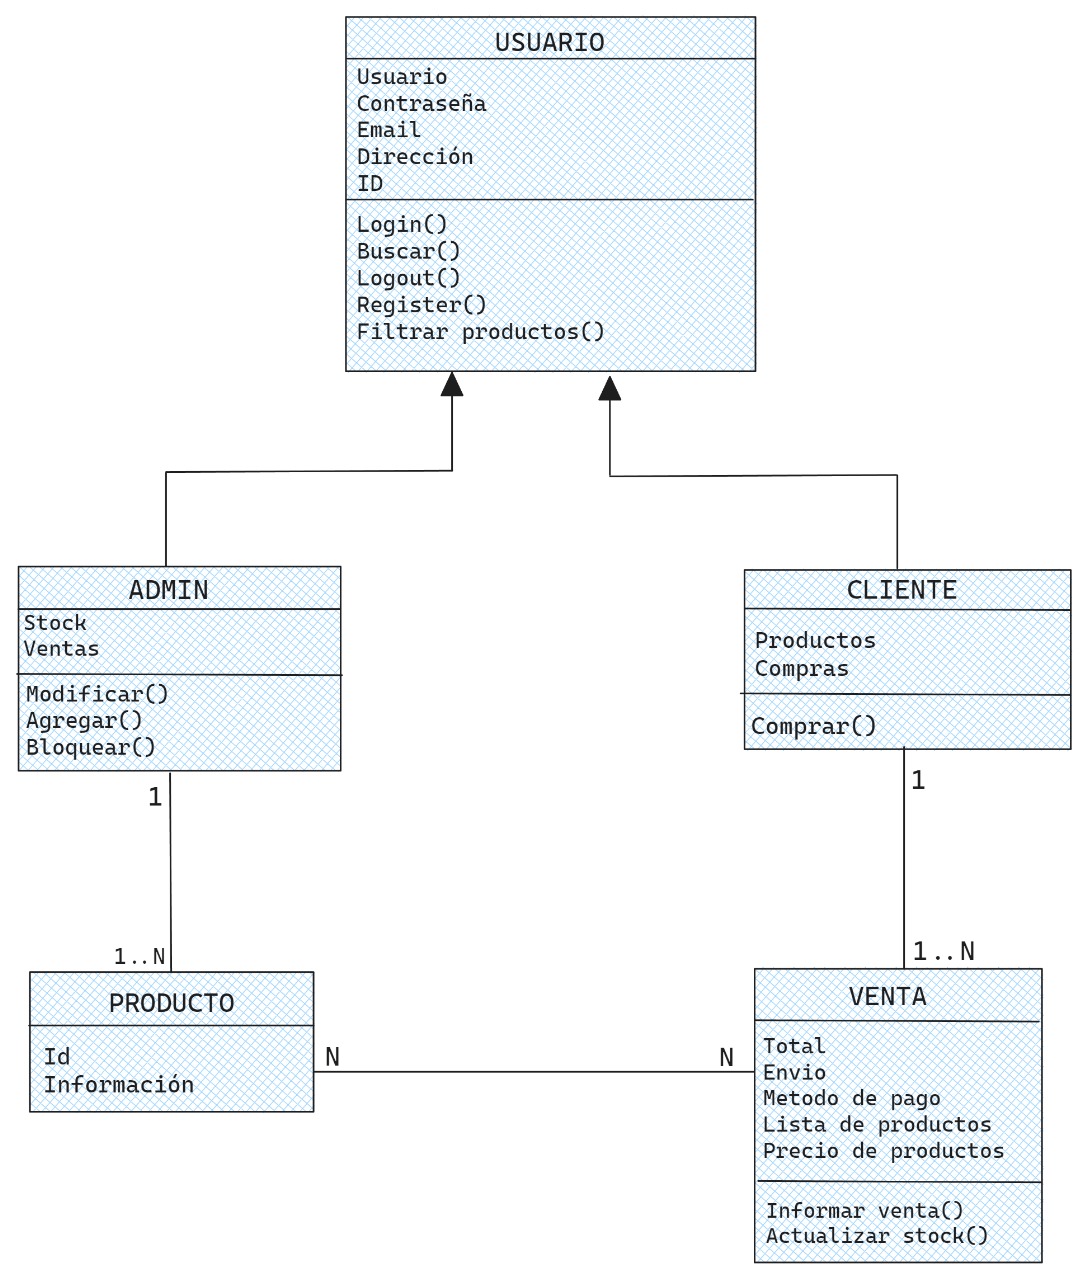 USUARIO
Usuario
Contraseña
Email
Dirección
ID
Login()
Buscar()
Logout()
Register()
Filtrar productos()
ADMIN
Stock
Ventas
Modificar()
Agregar()
Bloquear()
1
1..N
CLIENTE
Productos
Compras
Comprar()
1
1..N
PRODUCTO
Id
Información
N
N
VENTA
Total
Envio
Metodo de pago
Lista de productos
Precio de productos
Informar venta()
Actualizar stock()